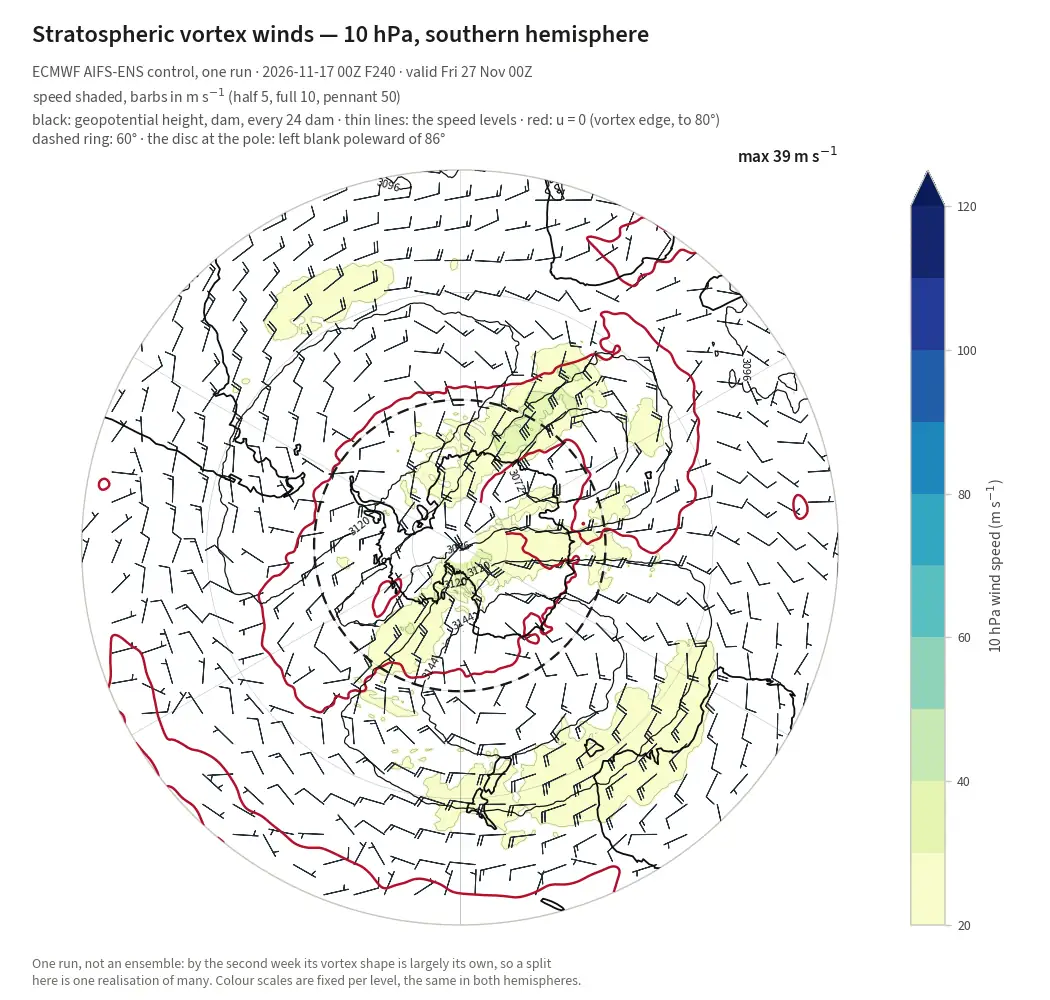 Stratospheric vortex winds — 10 hPa, southern hemisphere
ECMWF AIFS-ENS control, one run · 2026-11-17 00Z F240 · valid Fri 27 Nov 00Z
speed shaded, barbs in m s⁻¹ (half 5, full 10, pennant 50)
black: geopotential height, dam, every 24 dam · thin lines: the speed levels · red: u = 0 (vortex edge, to 80°)
dashed ring: 60° · the disc at the pole: left blank poleward of 86°
max 39 m s⁻¹
3096
3096
3072
3120
3096
3120
3120
3144
3144
120
100
80
60
40
20
10 hPa wind speed (m s⁻¹)
One run, not an ensemble: by the second week its vortex shape is largely its own, so a split
here is one realisation of many. Colour scales are fixed per level, the same in both hemispheres.